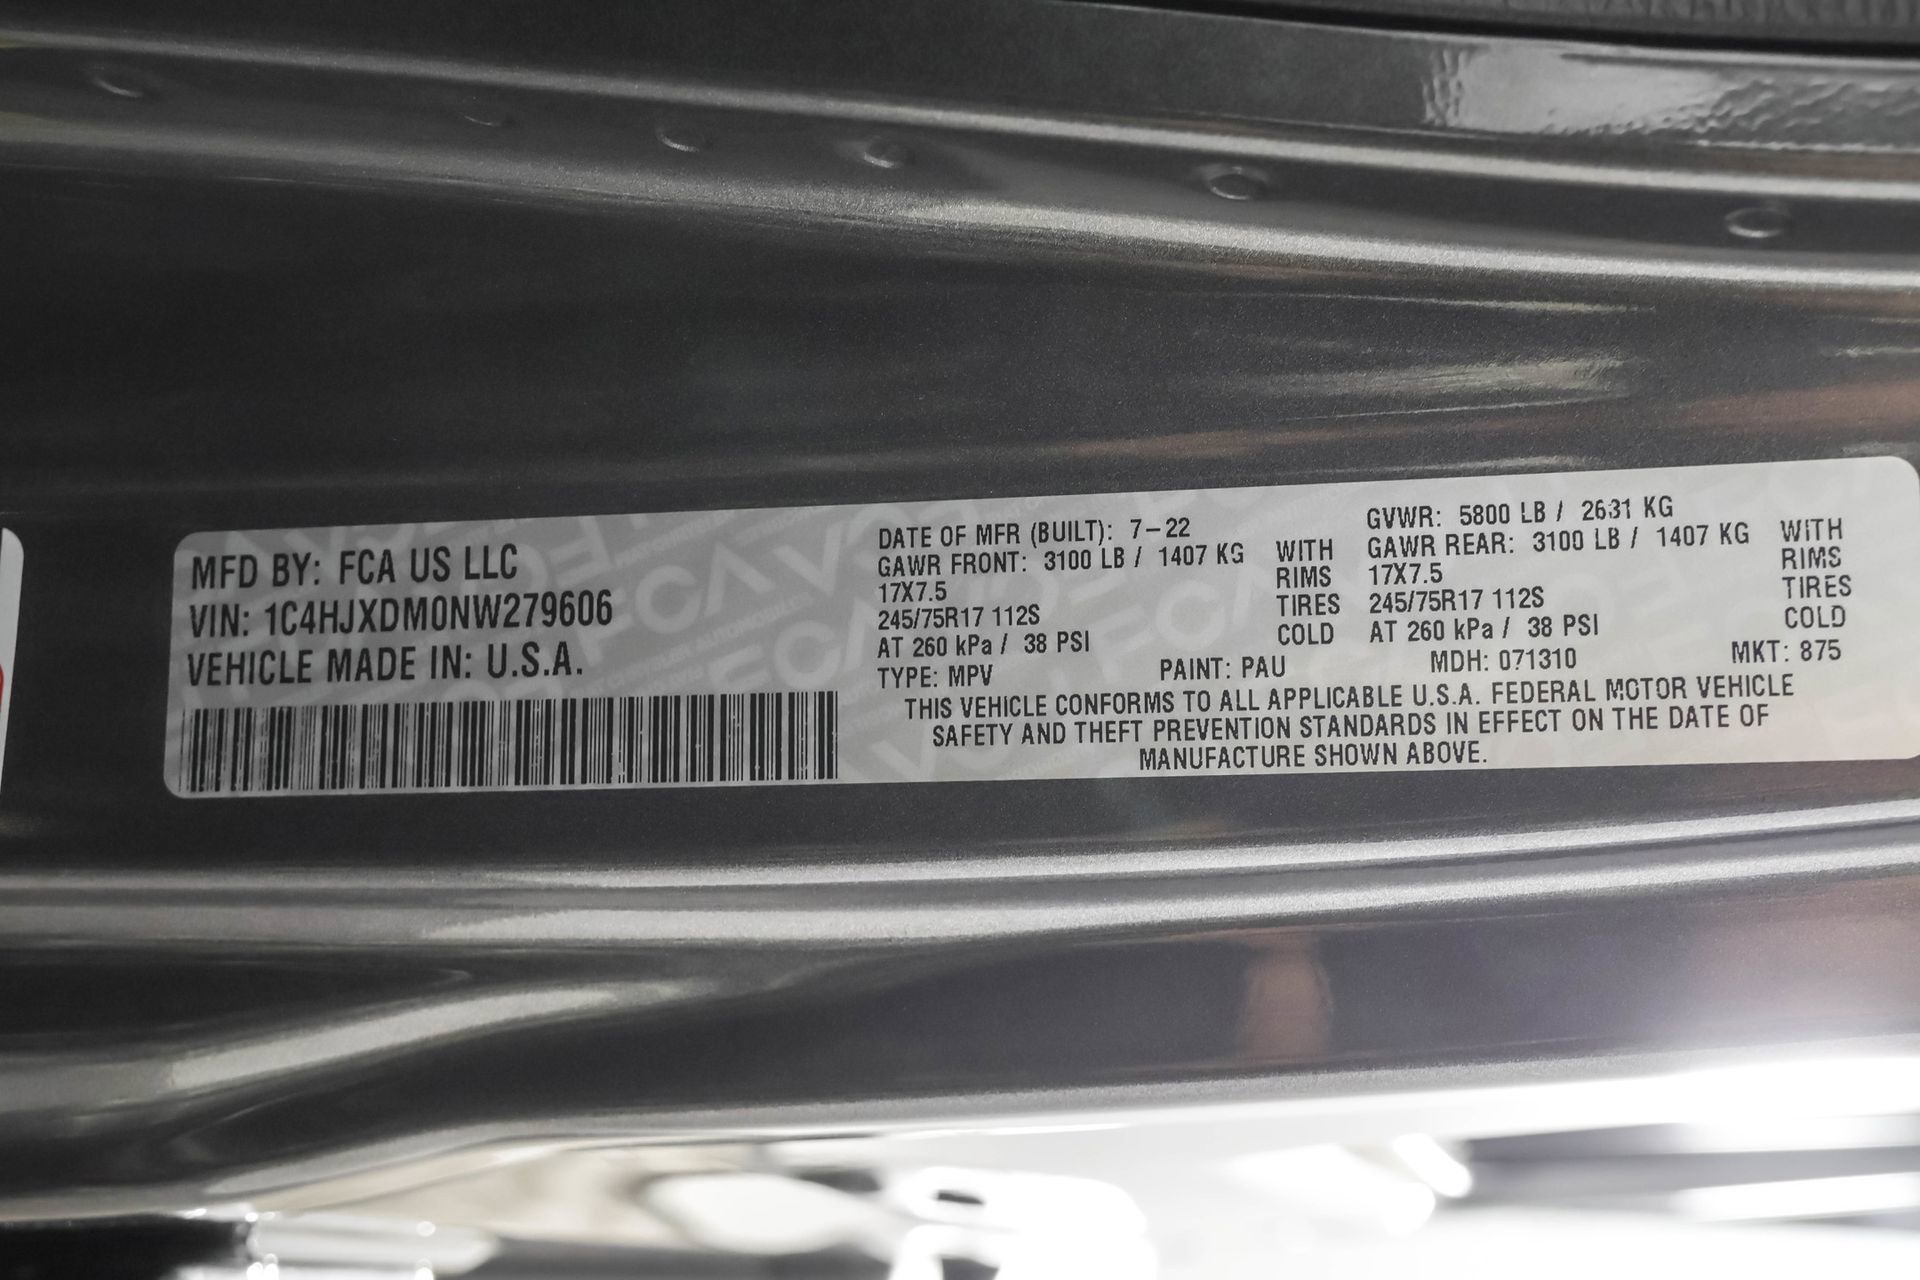 MFD BY: FCA US LLC
VIN: 1C4HJXDM0NW279606
VEHICLE MADE IN: U.S.A.
DATE OF MFR (BUILT): 7-22
GVWR: 5800 LB / 2631 KG
GAWR FRONT: 3100 LB / 1407 KG WITH
17X7.5 RIMS
245/75R17 112S TIRES
AT 260 kPa / 38 PSI COLD
GAWR REAR: 3100 LB / 1407 KG WITH
17X7.5 RIMS
245/75R17 112S TIRES
AT 260 kPa / 38 PSI COLD
TYPE: MPV PAINT: PAU MDH: 071310 MKT: 875
THIS VEHICLE CONFORMS TO ALL APPLICABLE U.S.A. FEDERAL MOTOR VEHICLE
SAFETY AND THEFT PREVENTION STANDARDS IN EFFECT ON THE DATE OF
MANUFACTURE SHOWN ABOVE.